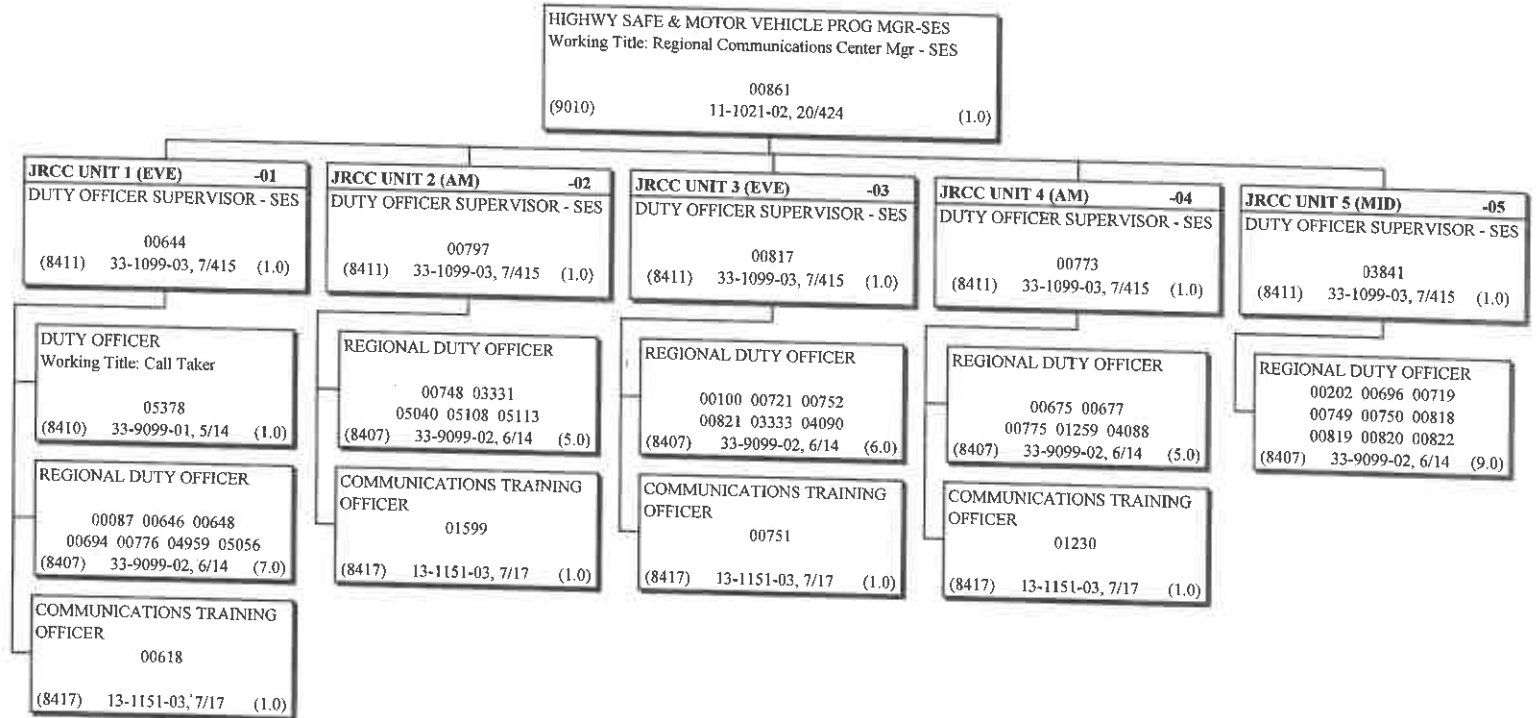 HIGHWY SAFE & MOTOR VEHICLE PROG MGR-SES
Working Title: Regional Communications Center Mgr - SES
00861
(9010) 11-1021-02, 20/424 (1.0)
JRCC UNIT 1 (EVE) -01
DUTY OFFICER SUPERVISOR - SES
00644
(8411) 33-1099-03, 7/415 (1.0)
DUTY OFFICER
Working Title: Call Taker
05378
(8410) 33-9099-01, 5/14 (1.0)
REGIONAL DUTY OFFICER
00087 00646 00648
00694 00776 04959 05056
(8407) 33-9099-02, 6/14 (7.0)
COMMUNICATIONS TRAINING
OFFICER
00618
(8417) 13-1151-03, 7/17 (1.0)
JRCC UNIT 2 (AM) -02
DUTY OFFICER SUPERVISOR - SES
00797
(8411) 33-1099-03, 7/415 (1.0)
REGIONAL DUTY OFFICER
00748 03331
05040 05108 05113
(8407) 33-9099-02, 6/14 (5.0)
COMMUNICATIONS TRAINING
OFFICER
01599
(8417) 13-1151-03, 7/17 (1.0)
JRCC UNIT 3 (EVE) -03
DUTY OFFICER SUPERVISOR - SES
00817
(8411) 33-1099-03, 7/415 (1.0)
REGIONAL DUTY OFFICER
00100 00721 00752
00821 03333 04090
(8407) 33-9099-02, 6/14 (6.0)
COMMUNICATIONS TRAINING
OFFICER
00751
(8417) 13-1151-03, 7/17 (1.0)
JRCC UNIT 4 (AM) -04
DUTY OFFICER SUPERVISOR - SES
00773
(8411) 33-1099-03, 7/415 (1.0)
REGIONAL DUTY OFFICER
00675 00677
00775 01259 04088
(8407) 33-9099-02, 6/14 (5.0)
COMMUNICATIONS TRAINING
OFFICER
01230
(8417) 13-1151-03, 7/17 (1.0)
JRCC UNIT 5 (MID) -05
DUTY OFFICER SUPERVISOR - SES
03841
(8411) 33-1099-03, 7/415 (1.0)
REGIONAL DUTY OFFICER
00202 00696 00719
00749 00750 00818
00819 00820 00822
(8407) 33-9099-02, 6/14 (9.0)